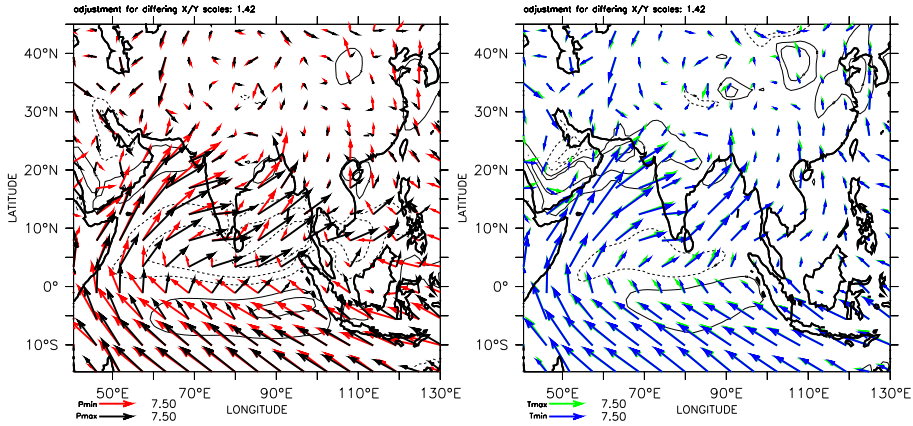 adjustment for differing X/Y scales: 1.42
40°N
30°N
20°N
10°N
0°
10°S
LATITUDE
50°E 70°E 90°E 110°E 130°E
LONGITUDE
Pmin 7.50
Pmax 7.50
adjustment for differing X/Y scales: 1.42
40°N
30°N
20°N
10°N
0°
10°S
LATITUDE
50°E 70°E 90°E 110°E 130°E
LONGITUDE
Tmax 7.50
Tmin 7.50